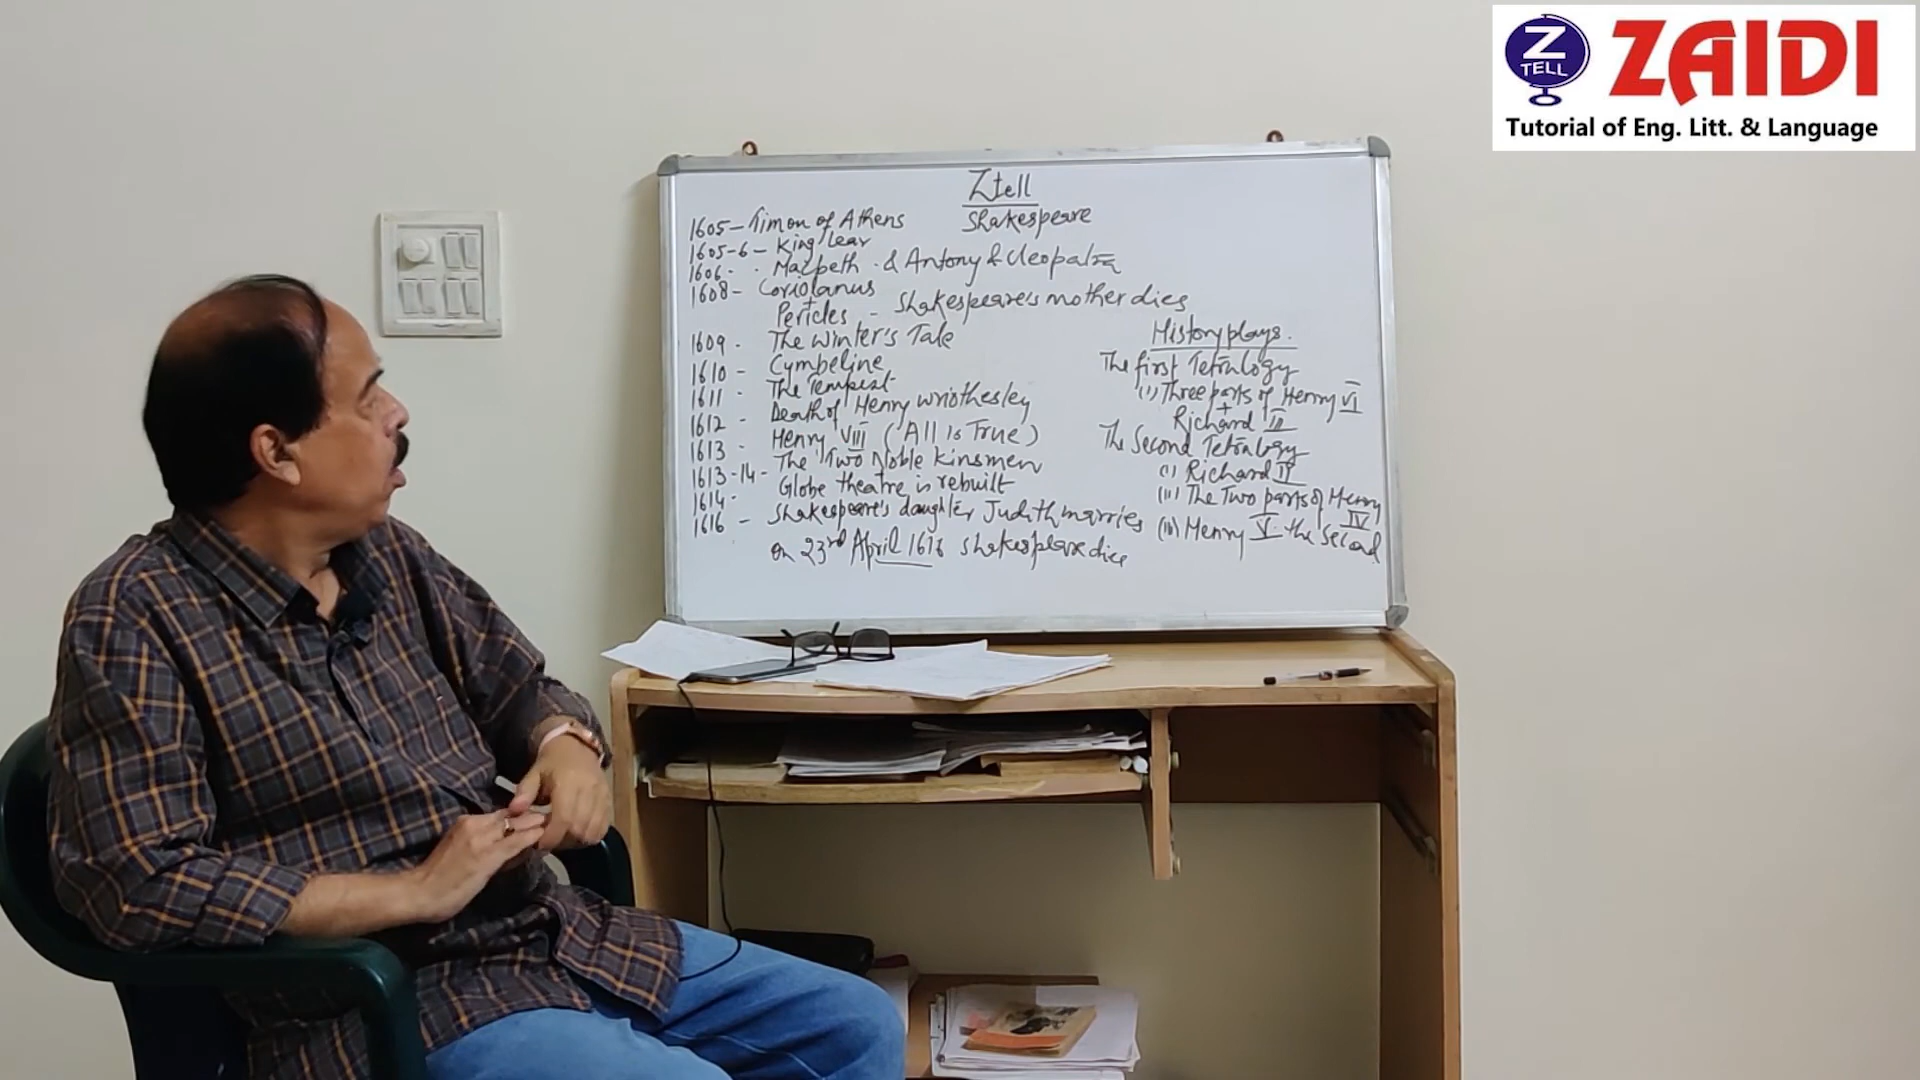 Z
TELL
ZAIDI
Tutorial of Eng. Litt. & Language
Ztell
Shakespeare
1605 - Timon of Athens
1605-6 - King Lear
1606 - Macbeth & Antony & Cleopatra
1608 - Coriolanus
+
Pericles - Shakespeare's mother dies
1609 - The Winter's Tale
1610 - Cymbeline
1611 - The Tempest
1612 - Death of Henry Wriothesley
1613 - Henry VIII (All is True)
1613-14 - The Two Noble Kinsmen
1614 - Globe theatre is rebuilt
1616 - Shakespeare's daughter Judith marries
on 23rd April 1616 Shakespeare dies
History plays.
The first Tetralogy
(i) Three parts of Henry VI
+
Richard III
The Second Tetralogy
(i) Richard II
(ii) The Two parts of Henry
IV
(iii) Henry V. the Second